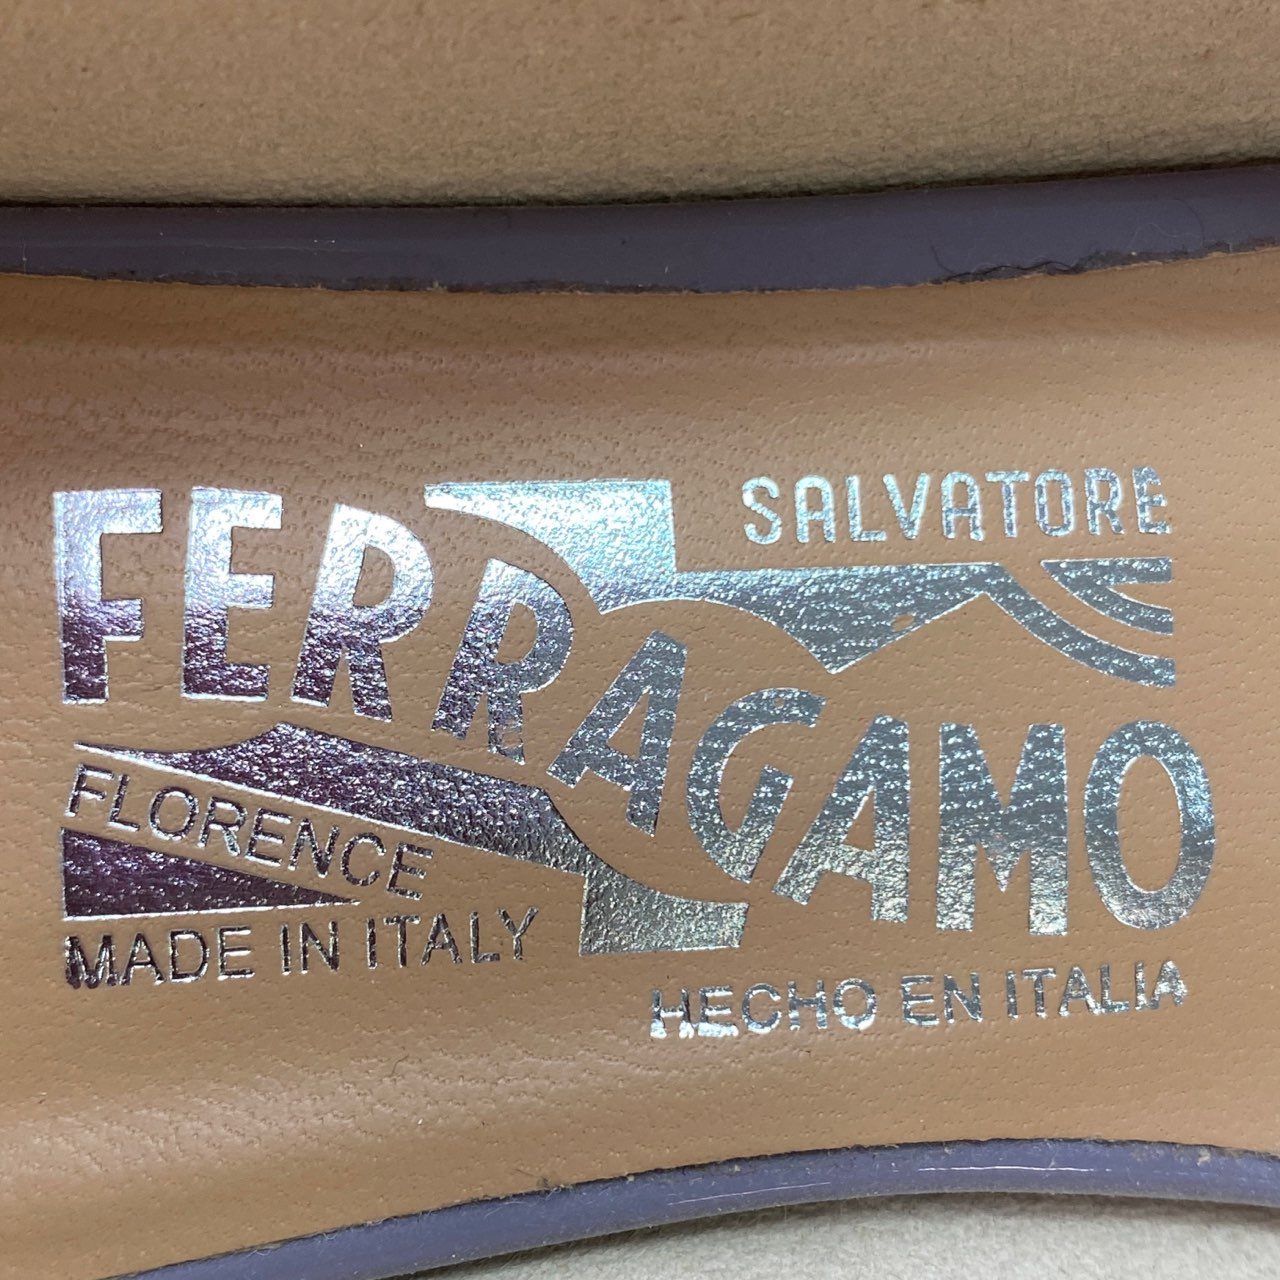 SALVATORE
FERRAGAMO
FLORENCE
MADE IN ITALY
HECHO EN ITALIA